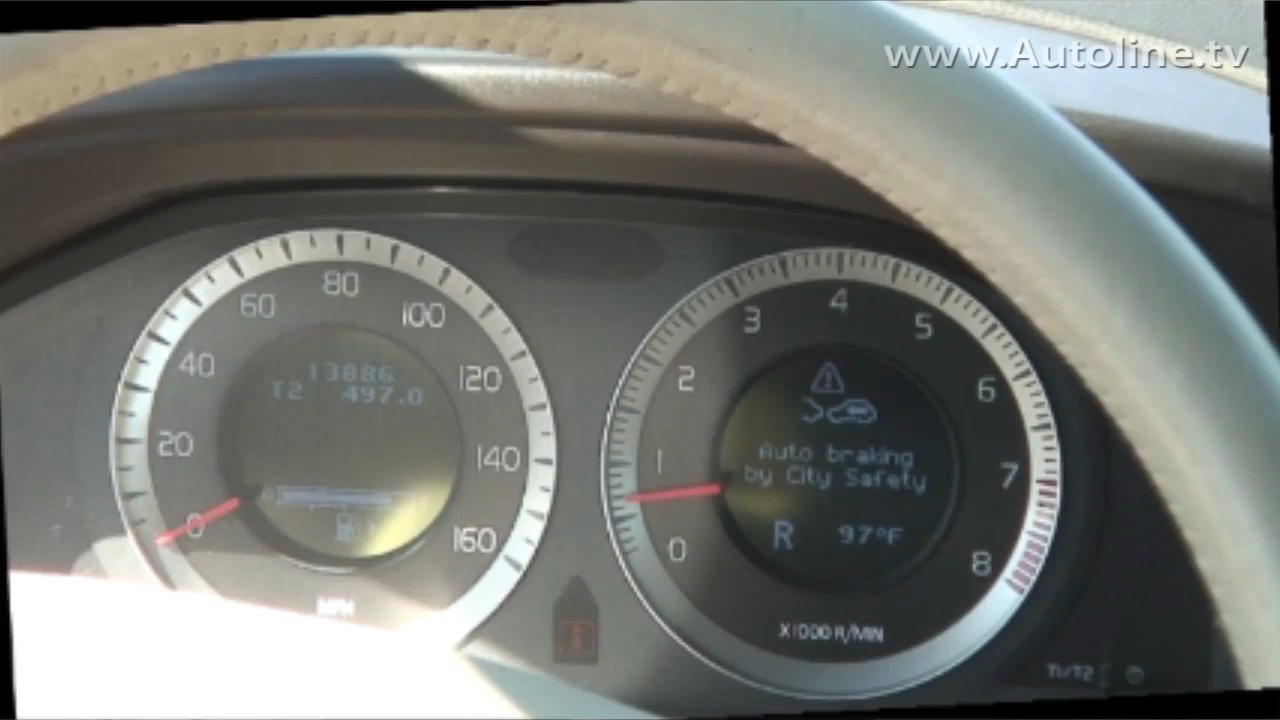 www.Autoline.tv
0 20 40 60 80 100 120 140 160
13886
T2 497.0
MPH
0 1 2 3 4 5 6 7 8
Auto braking
by City Safety
R 97°F
X1000 R/MIN
T1/T2